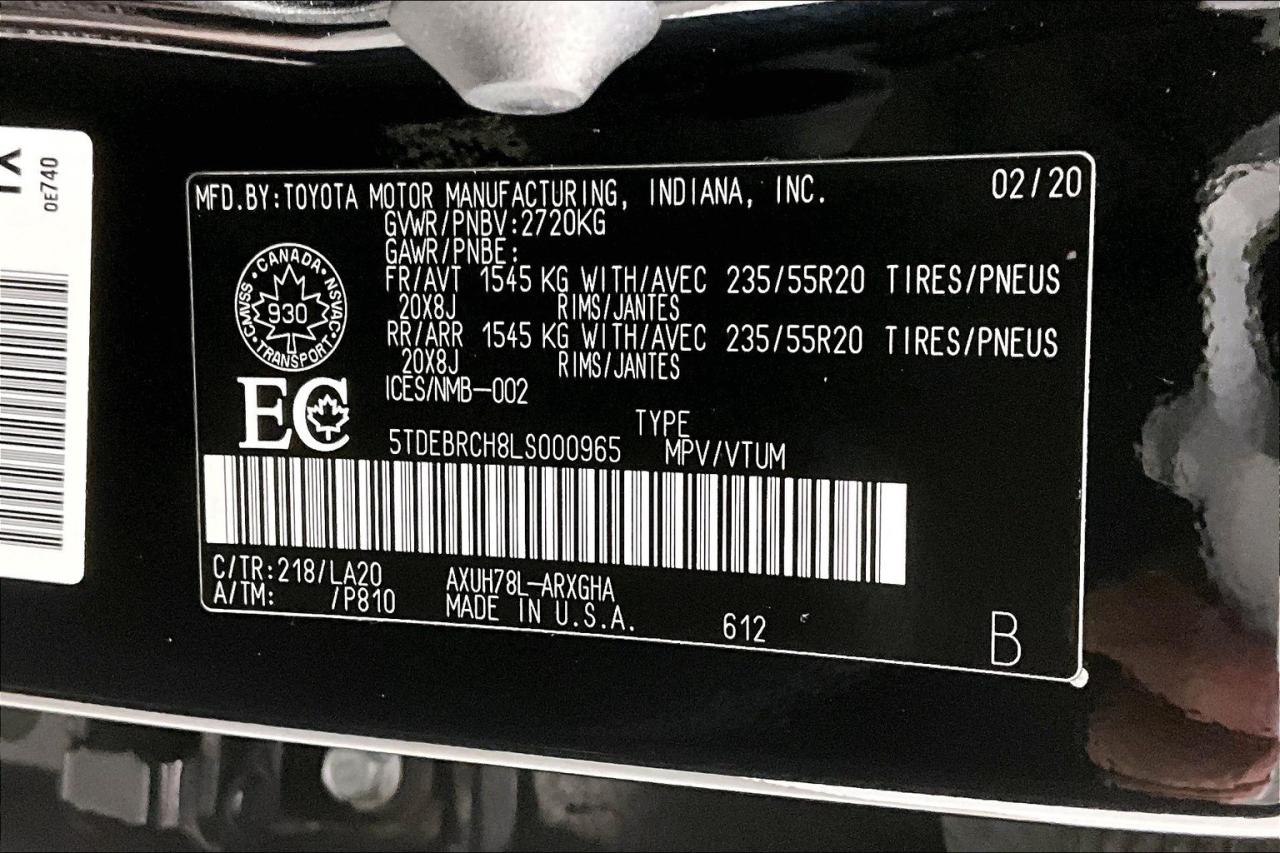 0E740
MFD.BY:TOYOTA MOTOR MANUFACTURING, INDIANA, INC. 02/20
GVWR/PNBV:2720KG
GAWR/PNBE:
FR/AVT 1545 KG WITH/AVEC 235/55R20 TIRES/PNEUS
20X8J RIMS/JANTES
RR/ARR 1545 KG WITH/AVEC 235/55R20 TIRES/PNEUS
20X8J RIMS/JANTES
ICES/NMB-002
CANADA · NSVAC · TRANSPORT · CMVSS
930
EC
TYPE
5TDEBRCH8LS000965 MPV/VTUM
C/TR:218/LA20 AXUH78L-ARXGHA
A/TM: /P810 MADE IN U.S.A. 612 B